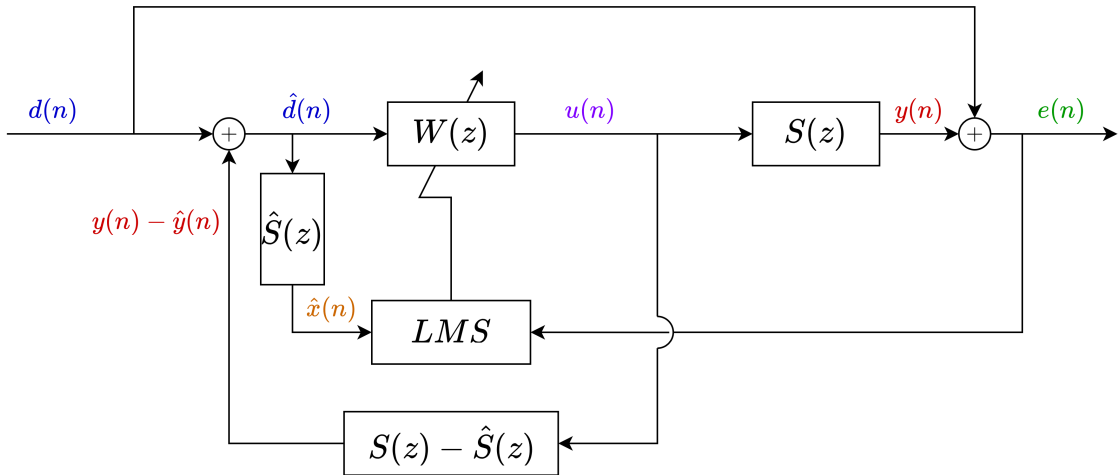 d(n)
+
d̂(n)
W(z)
u(n)
S(z)
y(n)
+
e(n)
y(n) − ŷ(n)
Ŝ(z)
x̂(n)
LMS
S(z) − Ŝ(z)